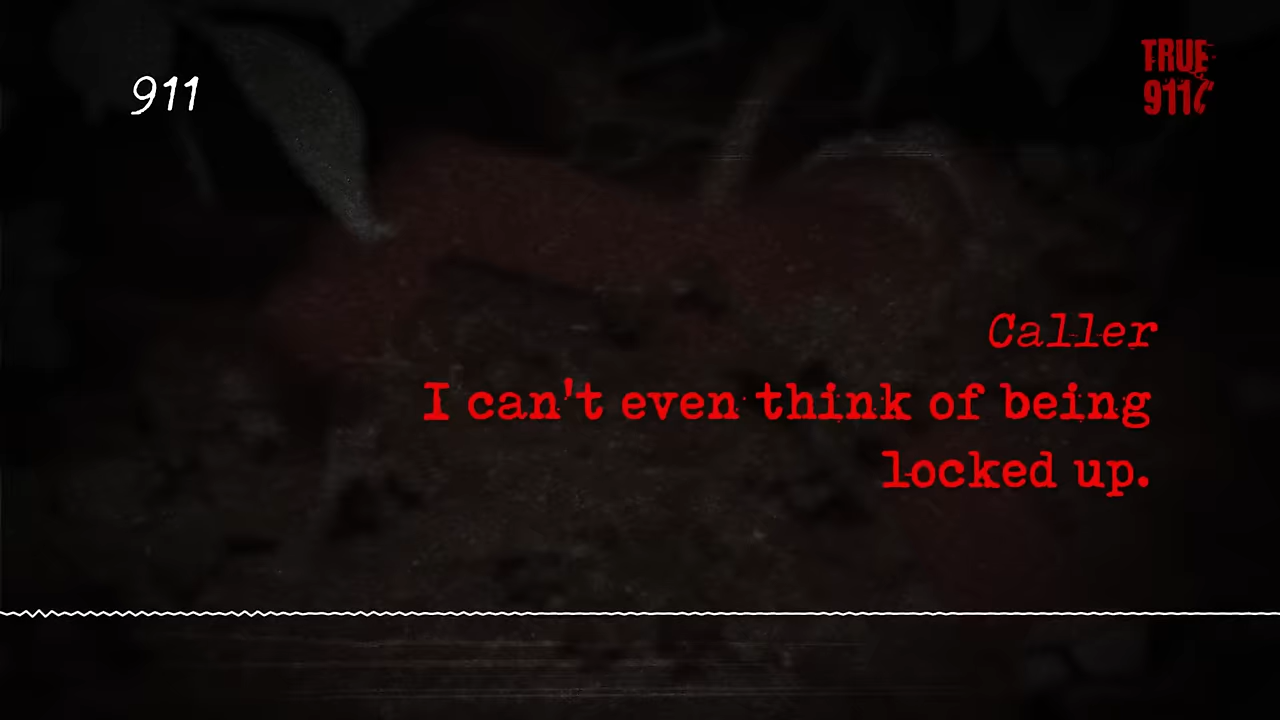 911
TRUE
911
Caller
I can't even think of being
locked up.